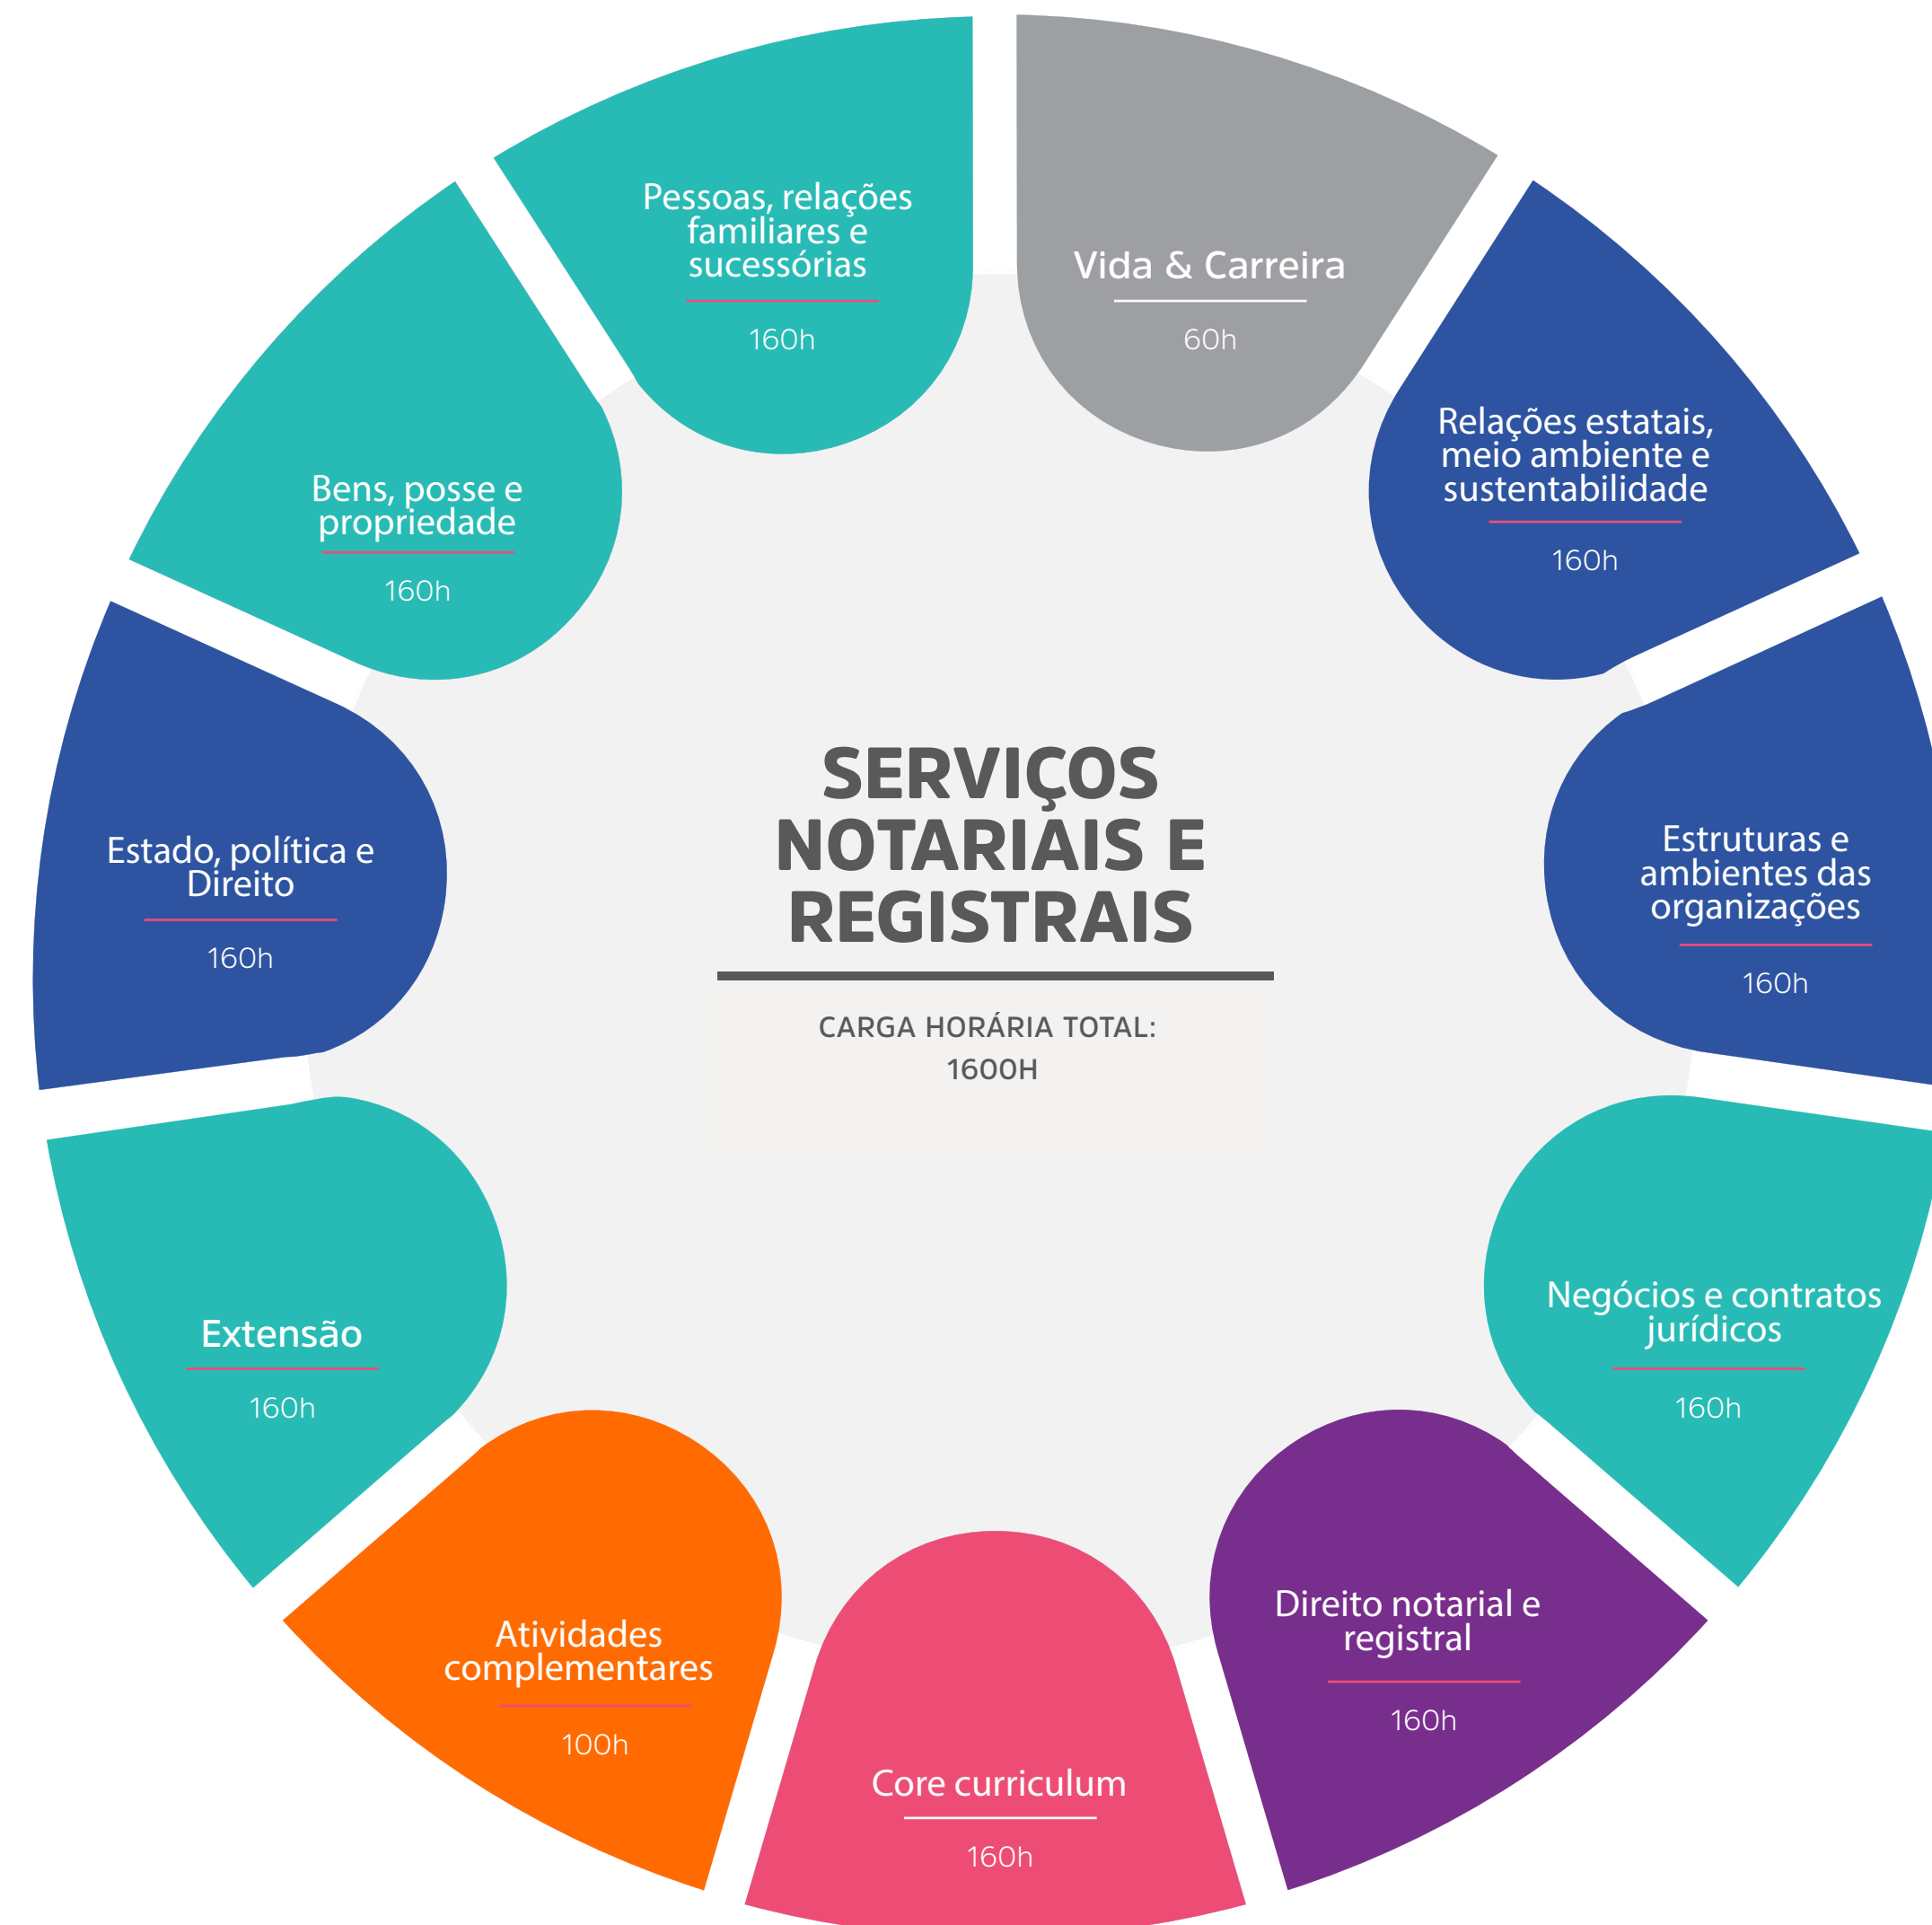 Pessoas, relações
familiares e
sucessórias
160h
Vida & Carreira
60h
Relações estatais,
meio ambiente e
sustentabilidade
160h
Bens, posse e
propriedade
160h
SERVIÇOS
NOTARIAIS E
REGISTRAIS
CARGA HORÁRIA TOTAL:
1600H
Estado, política e
Direito
160h
Estruturas e
ambientes das
organizações
160h
Extensão
160h
Negócios e contratos
jurídicos
160h
Atividades
complementares
100h
Direito notarial e
registral
160h
Core curriculum
160h